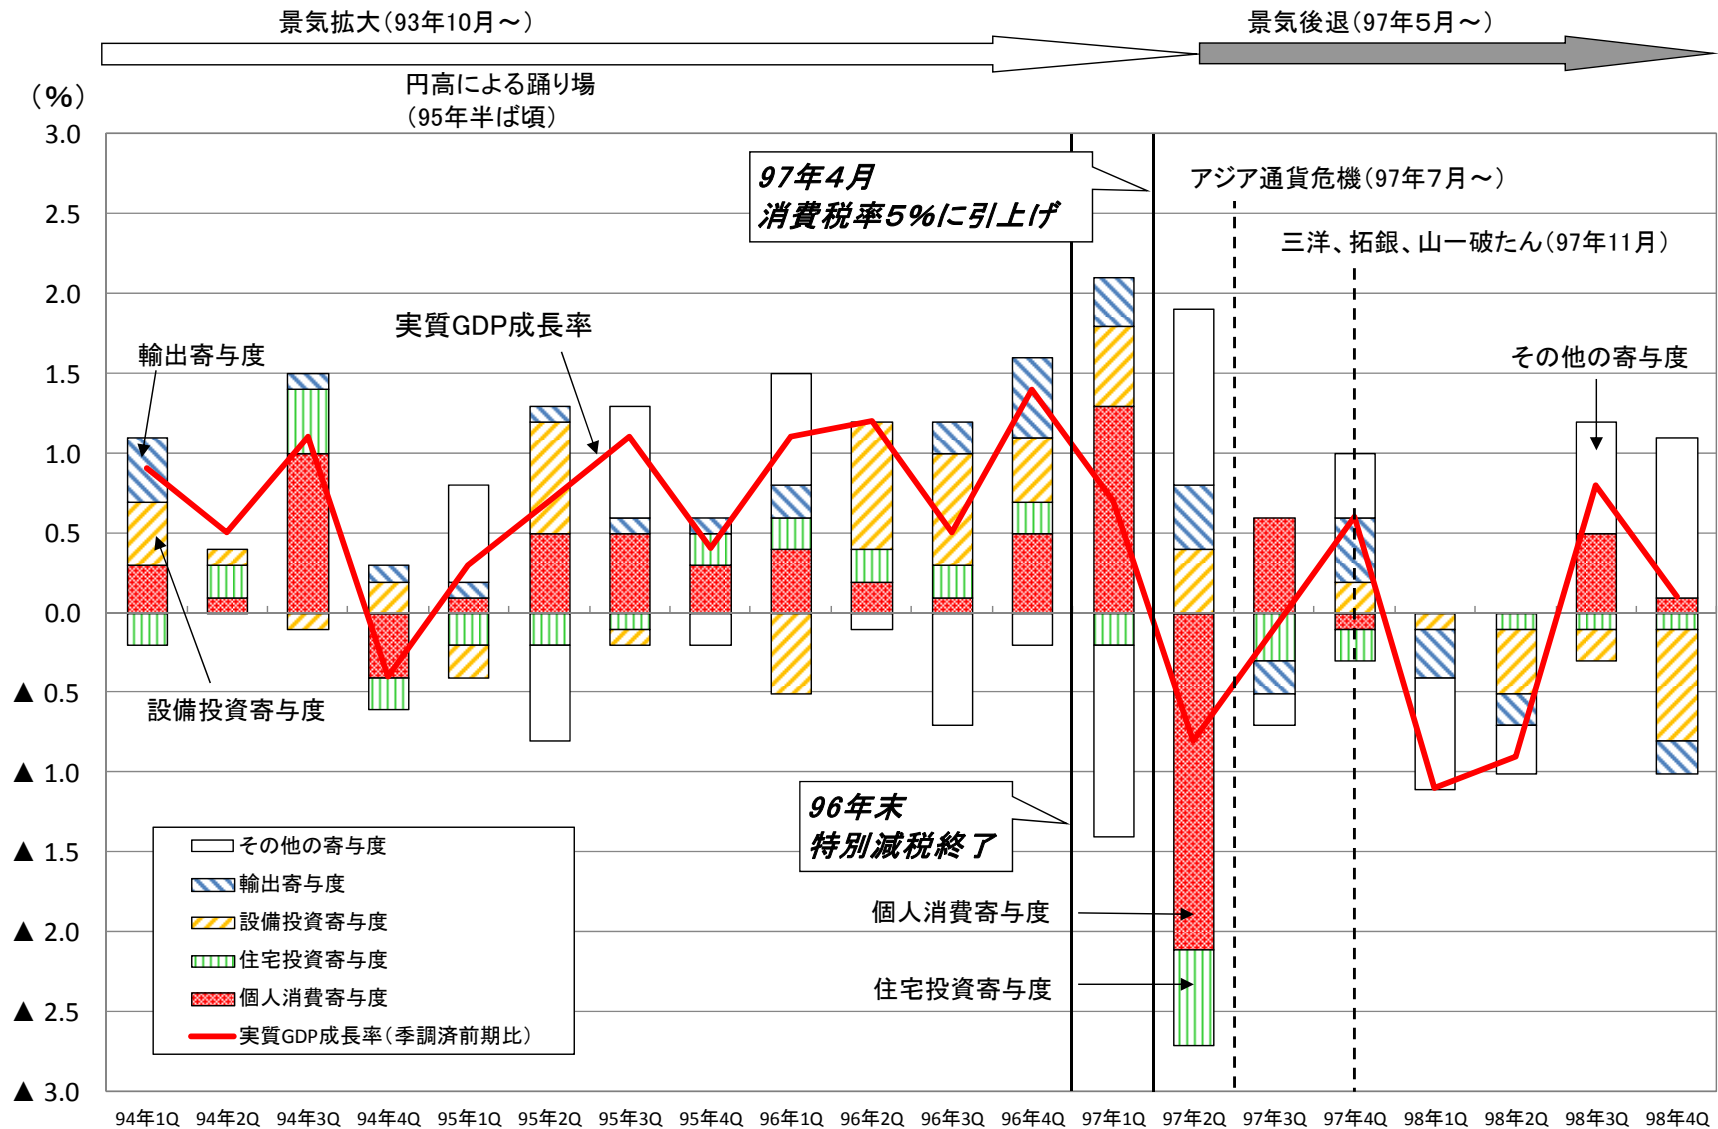 景気拡大(93年10月～)
景気後退(97年5月～)
円高による踊り場
(95年半ば頃)
(%)
3.0
2.5
2.0
1.5
1.0
0.5
0.0
▲ 0.5
▲ 1.0
▲ 1.5
▲ 2.0
▲ 2.5
▲ 3.0
97年4月
消費税率5%に引上げ
アジア通貨危機(97年7月～)
三洋、拓銀、山一破たん(97年11月)
実質GDP成長率
輸出寄与度
その他の寄与度
設備投資寄与度
96年末
特別減税終了
個人消費寄与度
住宅投資寄与度
その他の寄与度
輸出寄与度
設備投資寄与度
住宅投資寄与度
個人消費寄与度
実質GDP成長率(季調済前期比)
94年1Q 94年2Q 94年3Q 94年4Q 95年1Q 95年2Q 95年3Q 95年4Q 96年1Q 96年2Q 96年3Q 96年4Q 97年1Q 97年2Q 97年3Q 97年4Q 98年1Q 98年2Q 98年3Q 98年4Q